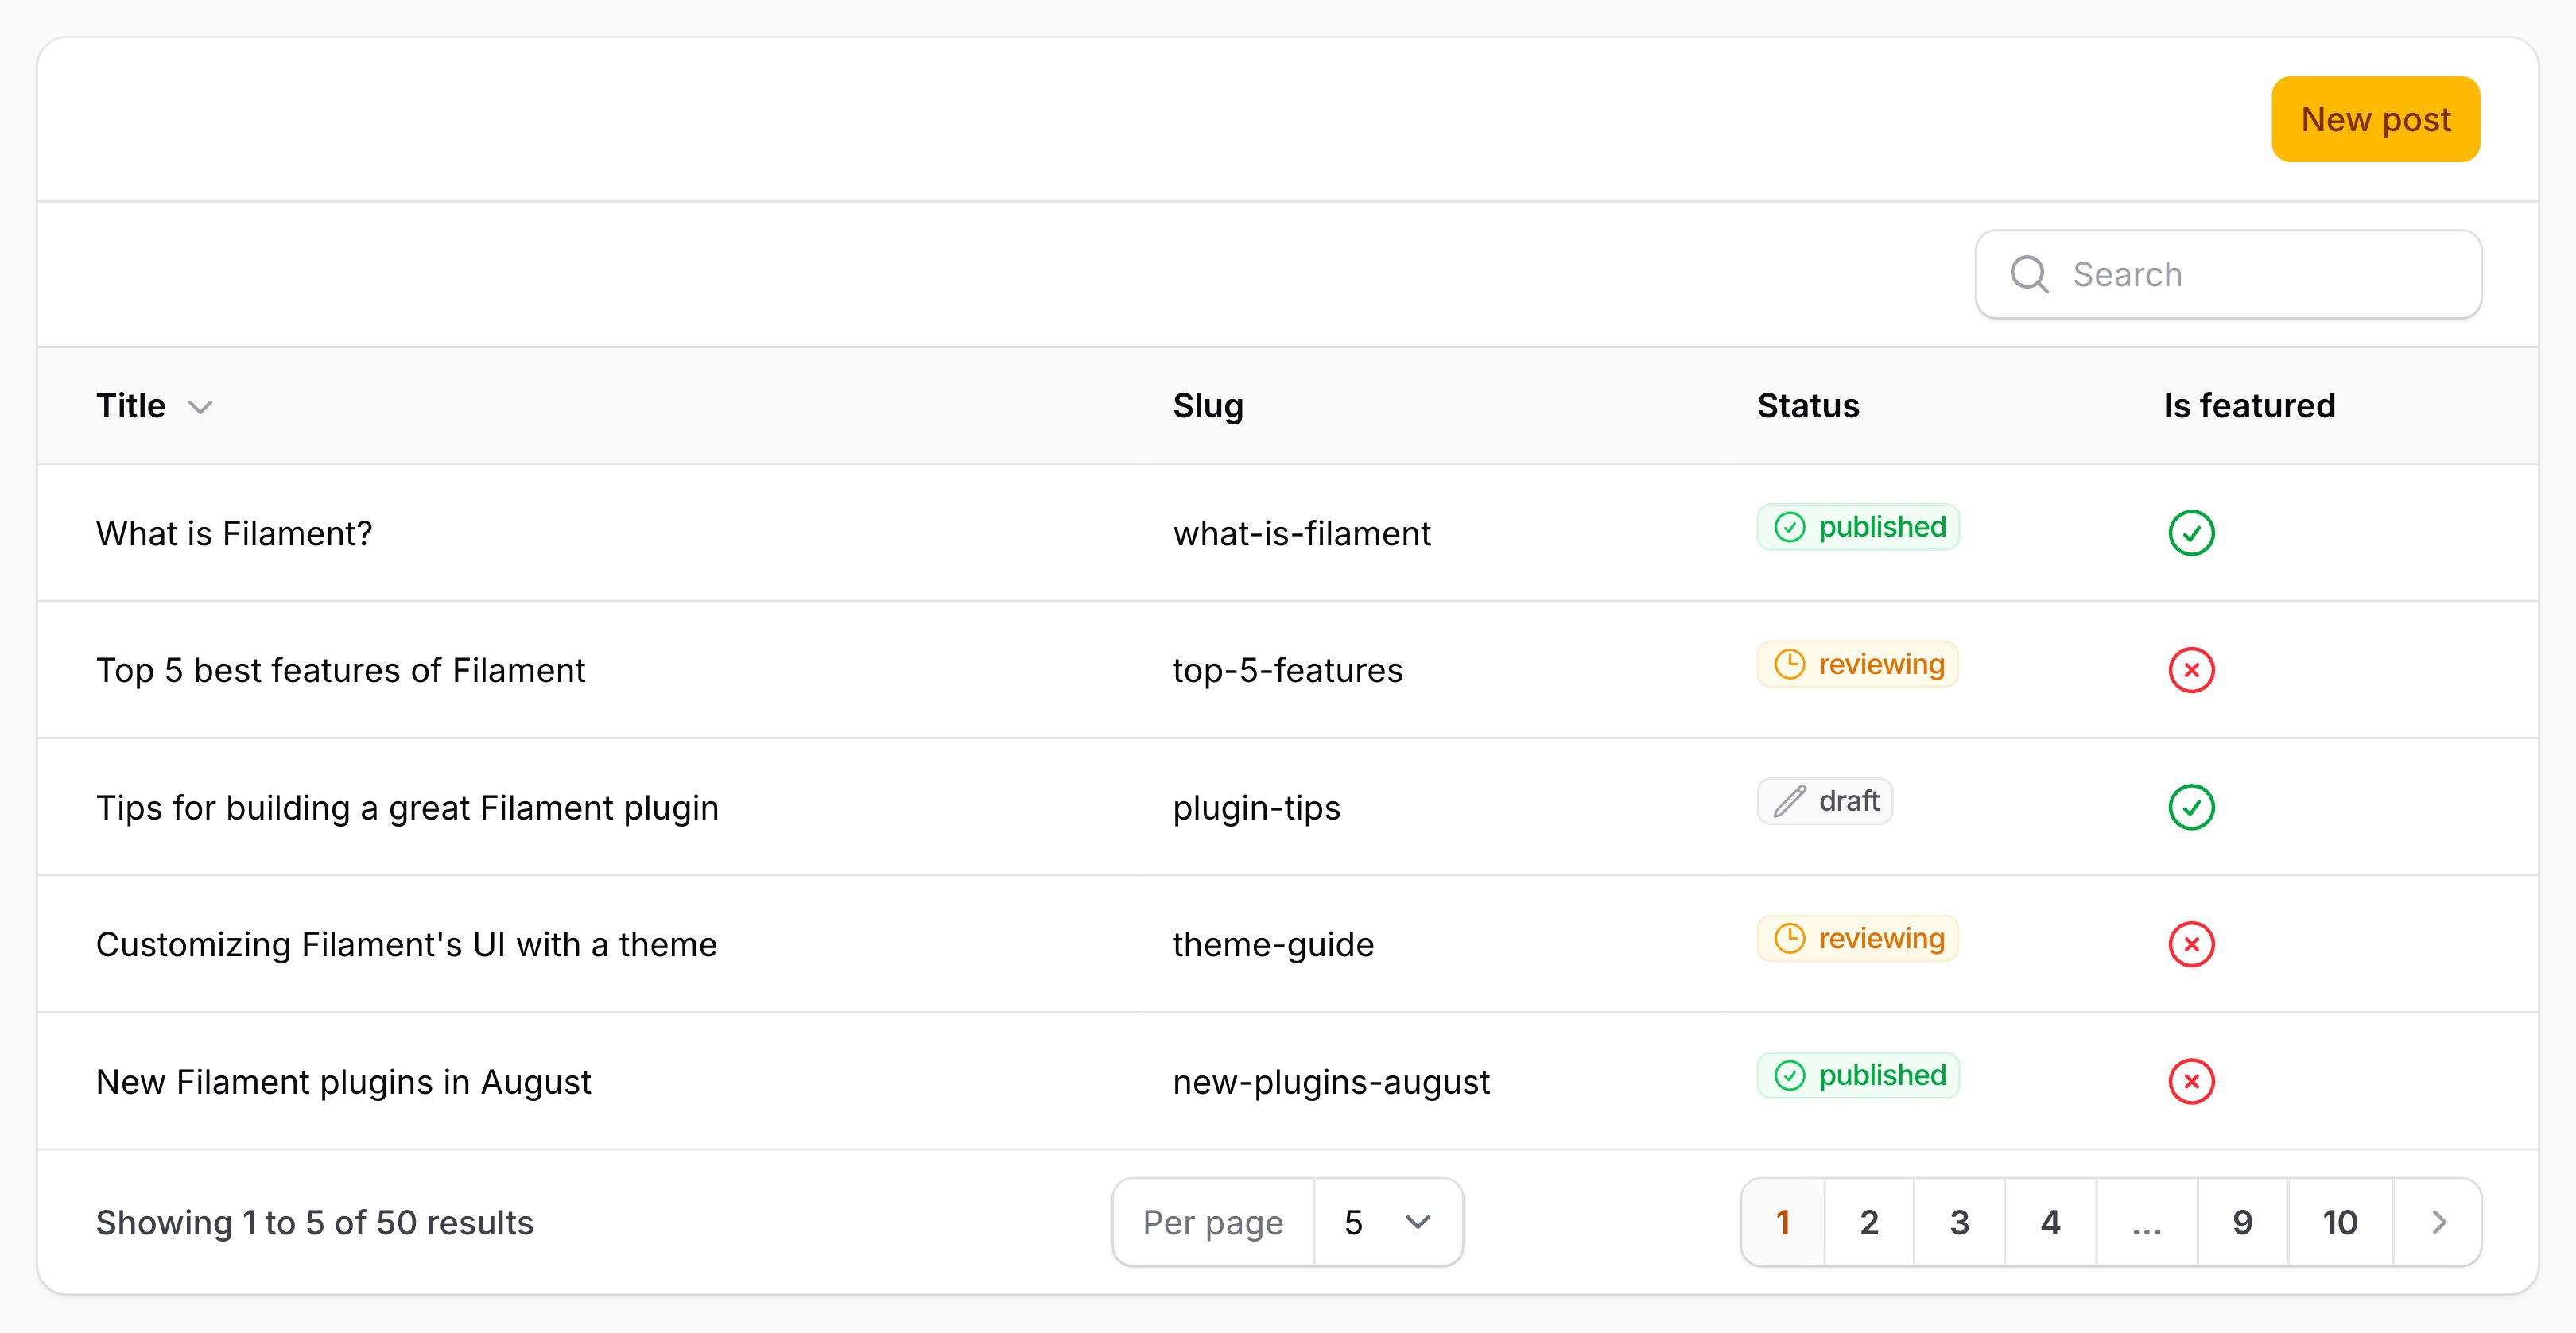 New post
Search
Title Slug Status Is featured
What is Filament? what-is-filament published
Top 5 best features of Filament top-5-features reviewing
Tips for building a great Filament plugin plugin-tips draft
Customizing Filament's UI with a theme theme-guide reviewing
New Filament plugins in August new-plugins-august published
Showing 1 to 5 of 50 results Per page 5 1 2 3 4 ... 9 10